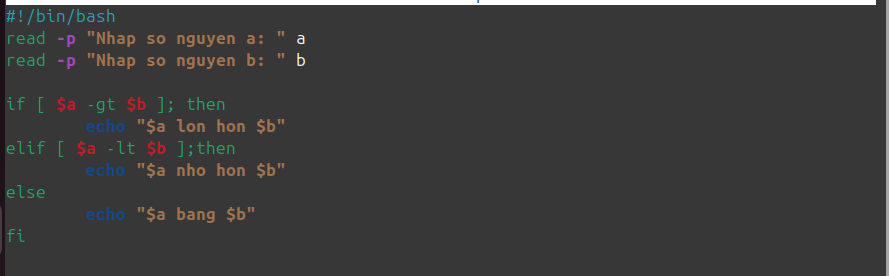 #!/bin/bash
read -p "Nhap so nguyen a: " a
read -p "Nhap so nguyen b: " b
if [ $a -gt $b ]; then
        echo "$a lon hon $b"
elif [ $a -lt $b ];then
        echo "$a nho hon $b"
else
        echo "$a bang $b"
fi